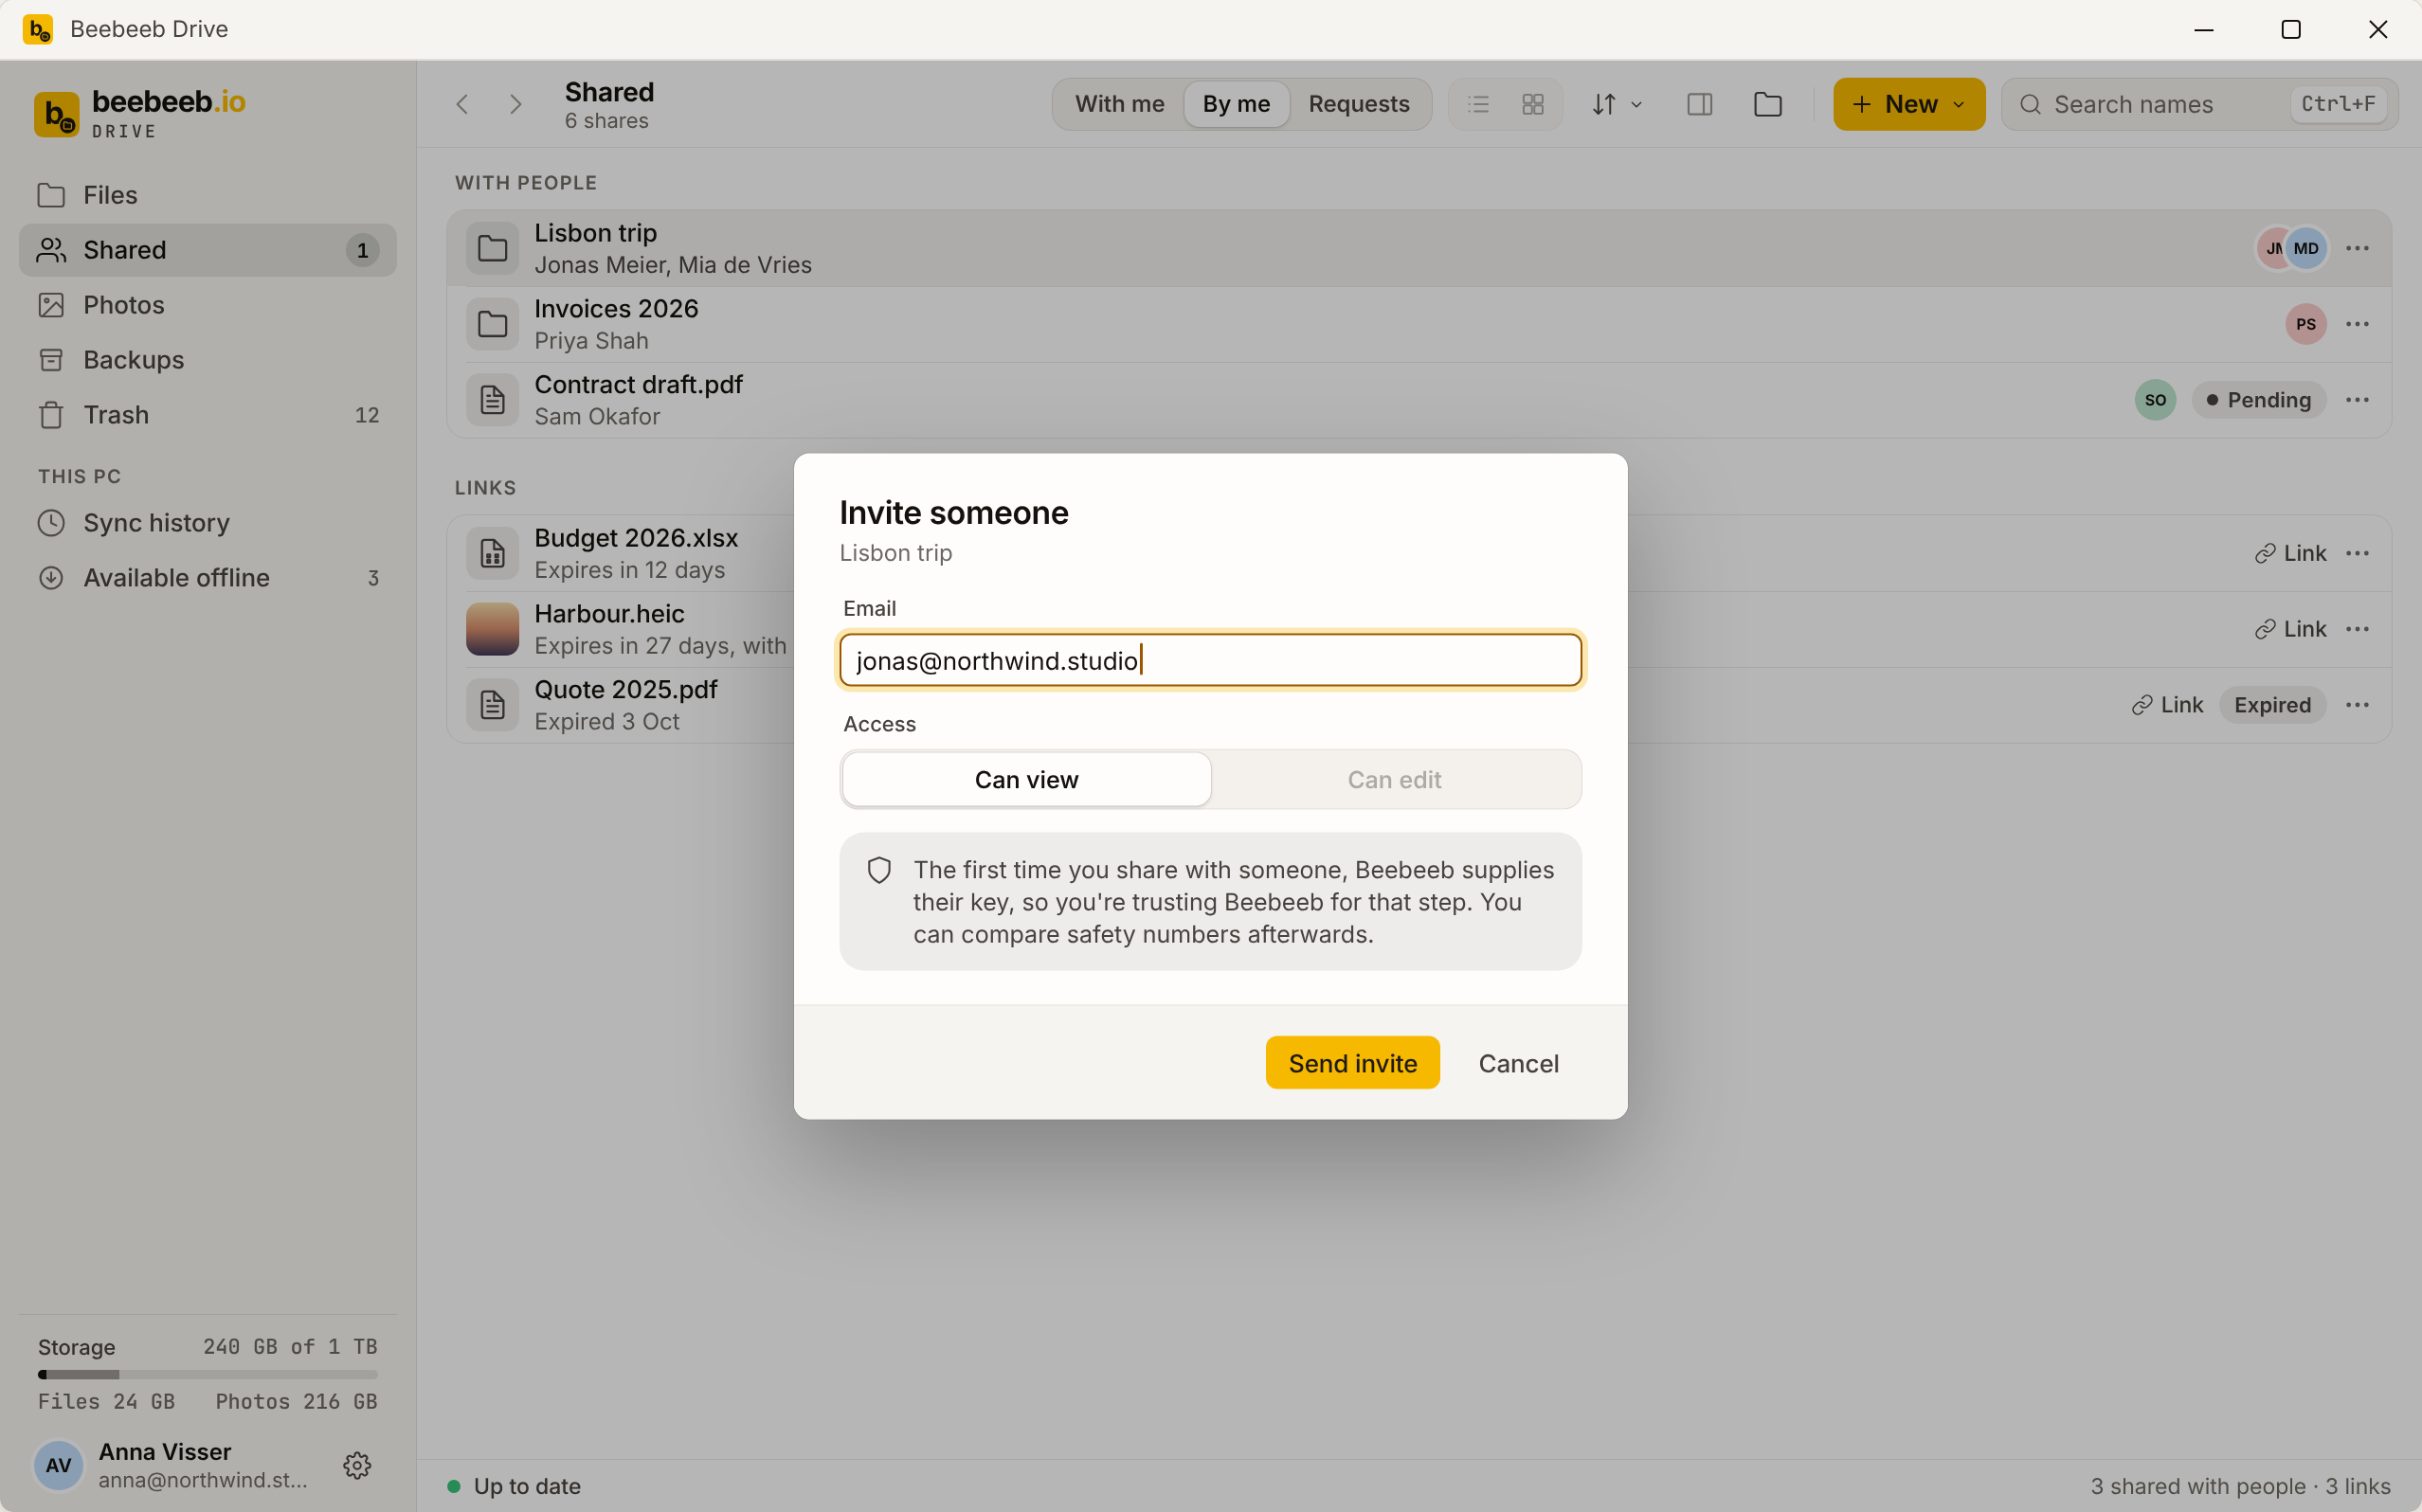 Beebeeb Drive
beebeeb.io
DRIVE
Files
Shared 1
Photos
Backups
Trash 12
THIS PC
Sync history
Available offline 3
Storage 240 GB of 1 TB
Files 24 GB Photos 216 GB
AV
Anna Visser
anna@northwind.st...
Shared
6 shares
With me By me Requests
New
Search names Ctrl+F
WITH PEOPLE
Lisbon trip
Jonas Meier, Mia de Vries
MD
Invoices 2026
Priya Shah
PS
Contract draft.pdf
Sam Okafor
SO Pending
LINKS
Budget 2026.xlsx
Expires in 12 days
Link
Harbour.heic
Expires in 27 days, with
Link
Quote 2025.pdf
Expired 3 Oct
Link Expired
Invite someone
Lisbon trip
Email
jonas@northwind.studio
Access
Can view Can edit
The first time you share with someone, Beebeeb supplies
their key, so you're trusting Beebeeb for that step. You
can compare safety numbers afterwards.
Send invite Cancel
Up to date
3 shared with people · 3 links